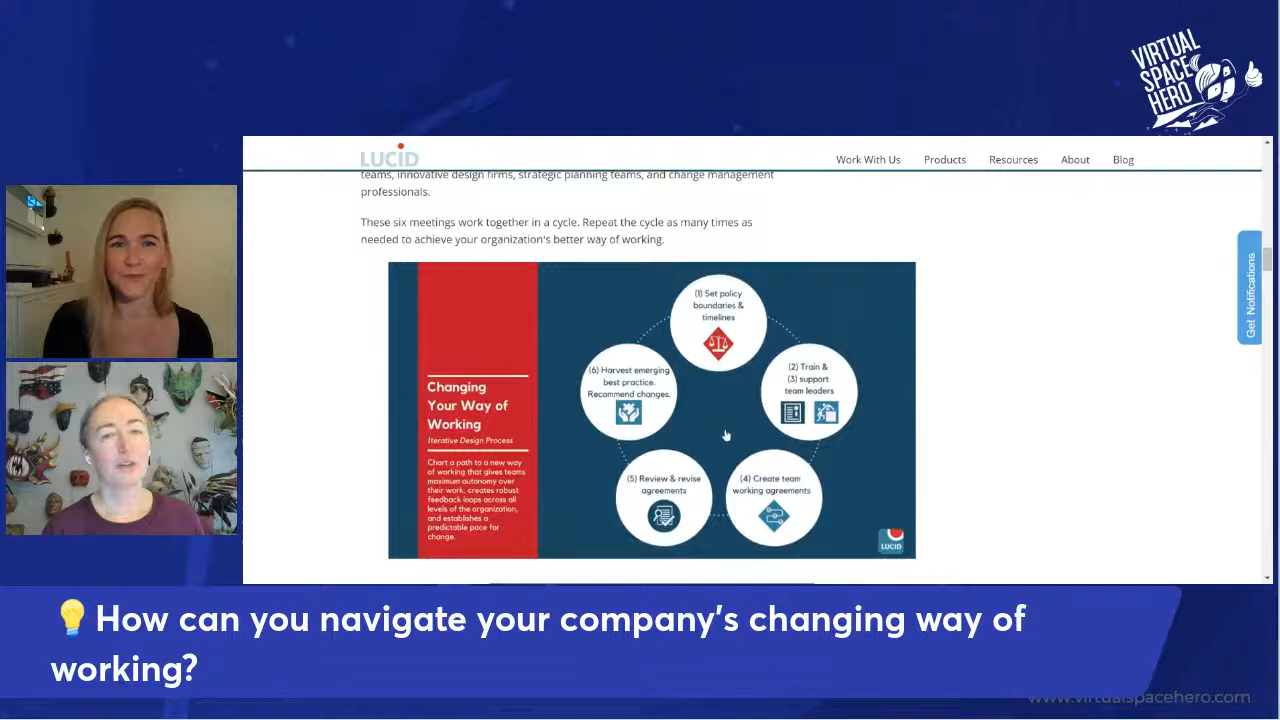 VIRTUAL
SPACE
HERO
LUCID
Work With Us
Products
Resources
About
Blog
teams, innovative design firms, strategic planning teams, and change management
professionals.
These six meetings work together in a cycle. Repeat the cycle as many times as
needed to achieve your organization's better way of working.
Get Notifications
Changing
Your Way of
Working
Iterative Design Process
Chart a path to a new way
of working that gives teams
maximum autonomy over
their work, creates robust
feedback loops across all
levels of the organization,
and establishes a
predictable pace for
change.
(1) Set policy
boundaries &
timelines
(2) Train &
(3) support
team leaders
(4) Create team
working agreements
(5) Review & revise
agreements
(6) Harvest emerging
best practice.
Recommend changes.
LUCID
💡How can you navigate your company's changing way of
working?
www.virtualspacehero.com